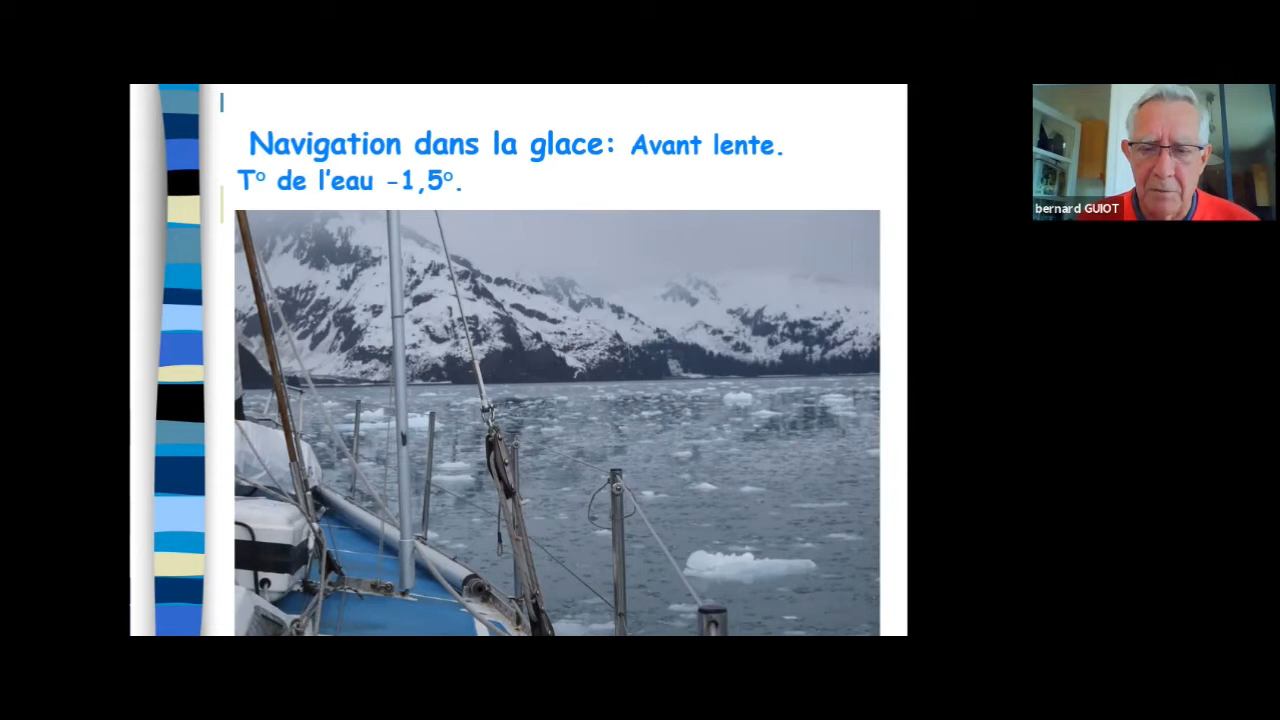 Navigation dans la glace: Avant lente.
T° de l'eau -1,5°.
bernard GUIOT